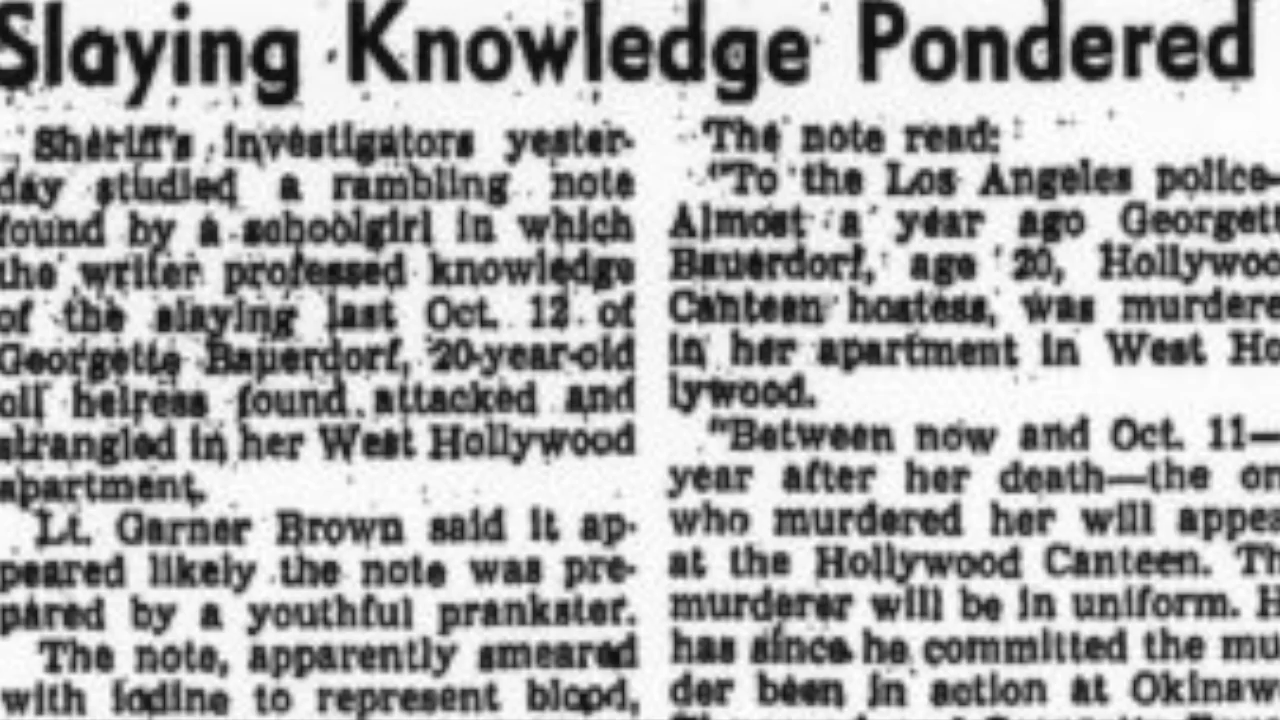 Slaying Knowledge Pondered
Sheriff's investigators yester-
day studied a rambling note
found by a schoolgirl in which
the writer professed knowledge
of the slaying last Oct. 12 of
Georgette Bauerdorf, 20-year-old
oil heiress found attacked and
strangled in her West Hollywood
apartment.
Lt. Garner Brown said it ap-
peared likely the note was pre-
pared by a youthful prankster.
The note, apparently smeared
with iodine to represent blood,
The note read:
"To the Los Angeles police—
Almost a year ago Georgett
Bauerdorf, age 20, Hollywoo
Canteen hostess, was murdere
in her apartment in West Ho
lywood.
"Between now and Oct. 11—
year after her death—the on
who murdered her will appea
at the Hollywood Canteen. Th
murderer will be in uniform. H
has since he committed the mu
der been in action at Okinaw